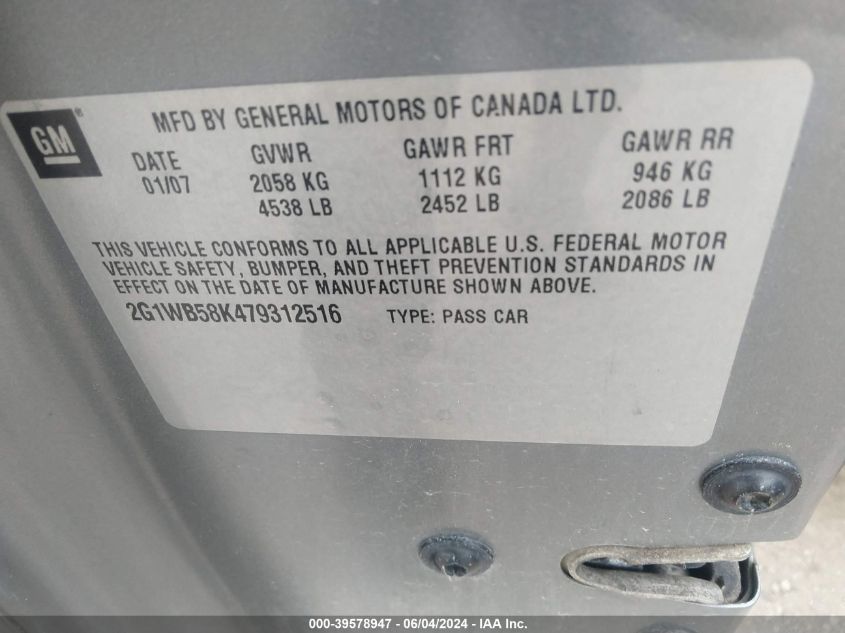 GM®
MFD BY GENERAL MOTORS OF CANADA LTD.
DATE GVWR GAWR FRT GAWR RR
01/07 2058 KG 1112 KG 946 KG
4538 LB 2452 LB 2086 LB
THIS VEHICLE CONFORMS TO ALL APPLICABLE U.S. FEDERAL MOTOR
VEHICLE SAFETY, BUMPER, AND THEFT PREVENTION STANDARDS IN
EFFECT ON THE DATE OF MANUFACTURE SHOWN ABOVE.
2G1WB58K479312516 TYPE: PASS CAR
000-39578947 - 06/04/2024 - IAA Inc.